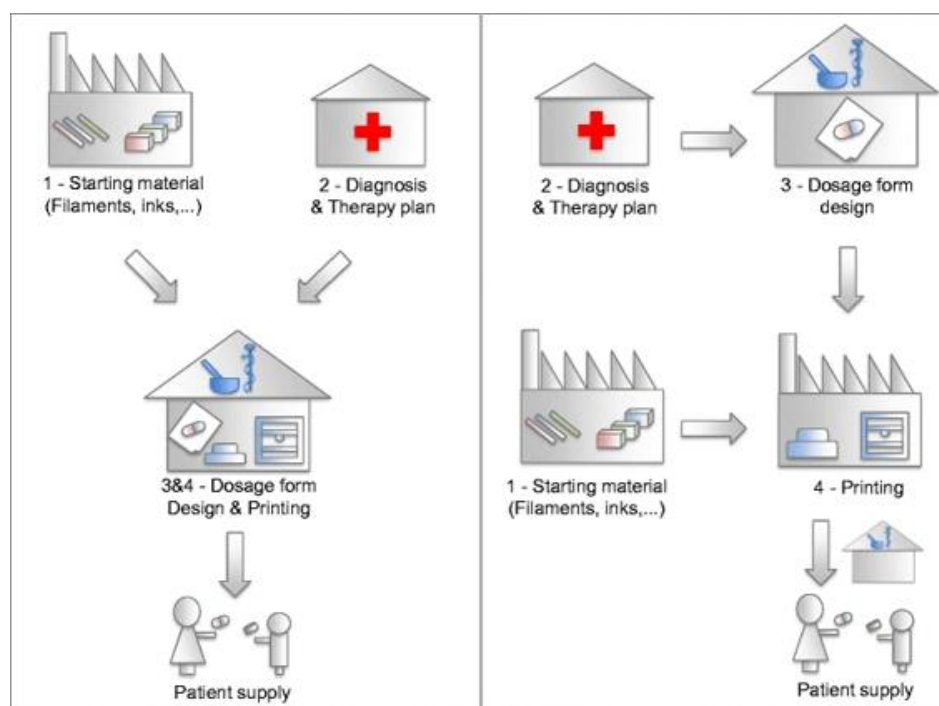 1 - Starting material
(Filaments, inks,...)
2 - Diagnosis
& Therapy plan
3&4 - Dosage form
Design & Printing
Patient supply
2 - Diagnosis
& Therapy plan
3 - Dosage form
design
1 - Starting material
(Filaments, inks,...)
4 - Printing
Patient supply